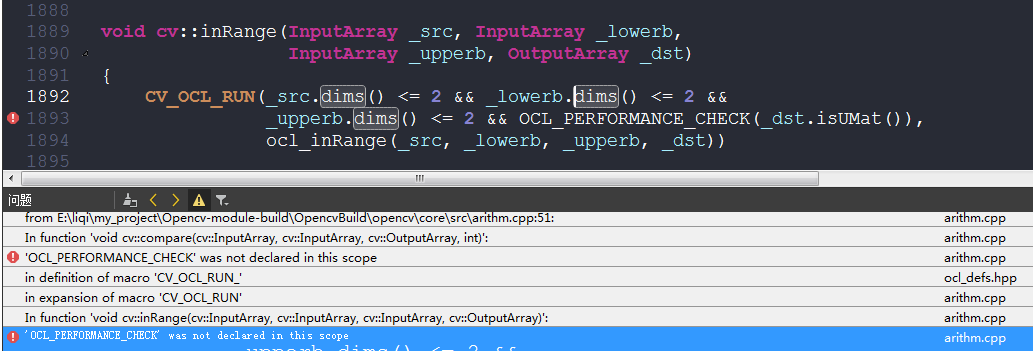 1888
1889 void cv::inRange(InputArray _src, InputArray _lowerb,
1890 InputArray _upperb, OutputArray _dst)
1891 {
1892 CV_OCL_RUN(_src.dims() <= 2 && _lowerb.dims() <= 2 &&
1893 _upperb.dims() <= 2 && OCL_PERFORMANCE_CHECK(_dst.isUMat()),
1894 ocl_inRange(_src, _lowerb, _upperb, _dst))
1895
问题
from E:\liqi\my_project\Opencv-module-build\OpencvBuild\opencv\core\src\arithm.cpp:51: arithm.cpp
In function 'void cv::compare(cv::InputArray, cv::InputArray, cv::OutputArray, int)': arithm.cpp
'OCL_PERFORMANCE_CHECK' was not declared in this scope arithm.cpp
in definition of macro 'CV_OCL_RUN_' ocl_defs.hpp
in expansion of macro 'CV_OCL_RUN' arithm.cpp
In function 'void cv::inRange(cv::InputArray, cv::InputArray, cv::InputArray, cv::OutputArray)': arithm.cpp
'OCL_PERFORMANCE_CHECK' was not declared in this scope arithm.cpp
_upperb.dims() <= 2 &&